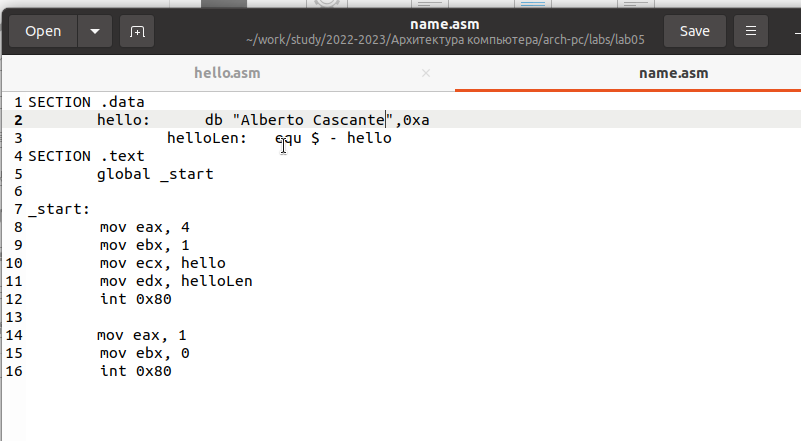 name.asm
Open
~/work/study/2022-2023/Архитектура компьютера/arch-pc/labs/lab05
Save
hello.asm
name.asm
1 SECTION .data
2 hello: db "Alberto Cascante",0xa
3 helloLen: equ $ - hello
4 SECTION .text
5 global _start
6
7 _start:
8 mov eax, 4
9 mov ebx, 1
10 mov ecx, hello
11 mov edx, helloLen
12 int 0x80
13
14 mov eax, 1
15 mov ebx, 0
16 int 0x80